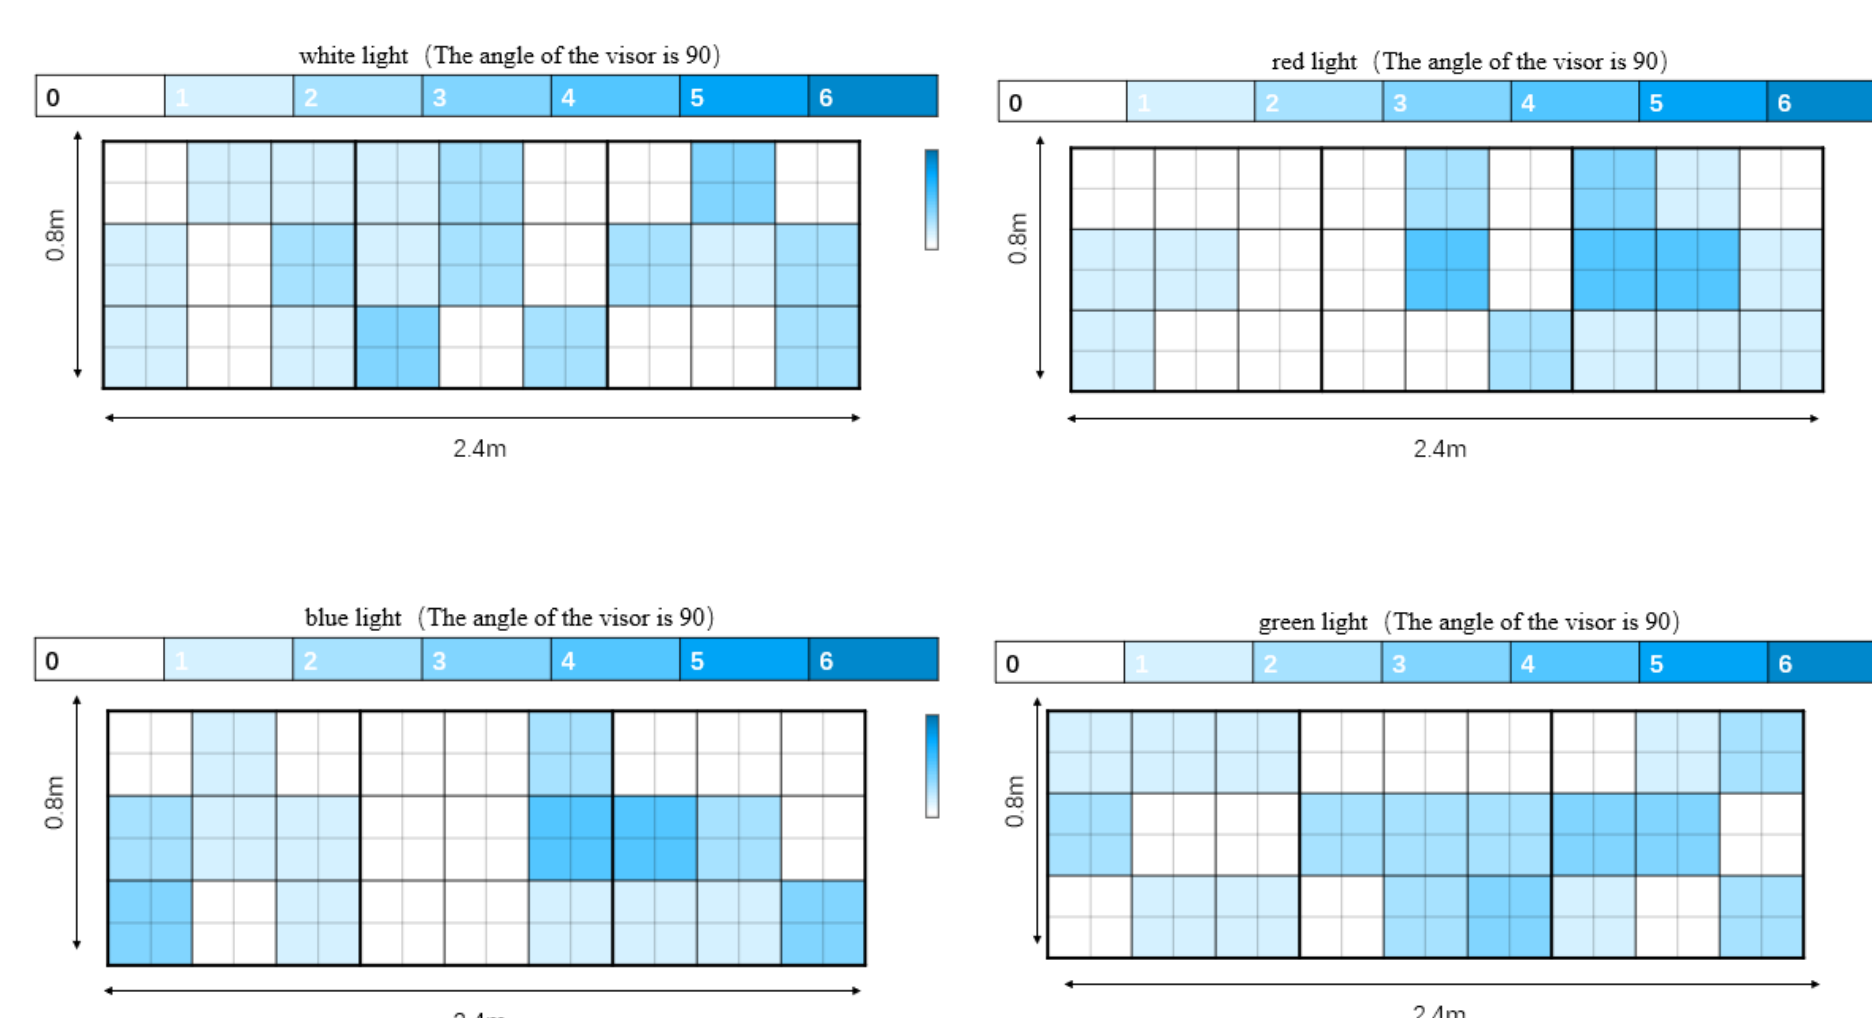 white light（The angle of the visor is 90）
0 1 2 3 4 5 6
0.8m
2.4m
red light（The angle of the visor is 90）
0 1 2 3 4 5 6
0.8m
2.4m
blue light（The angle of the visor is 90）
0 1 2 3 4 5 6
0.8m
2.4m
green light（The angle of the visor is 90）
0 1 2 3 4 5 6
0.8m
2.4m